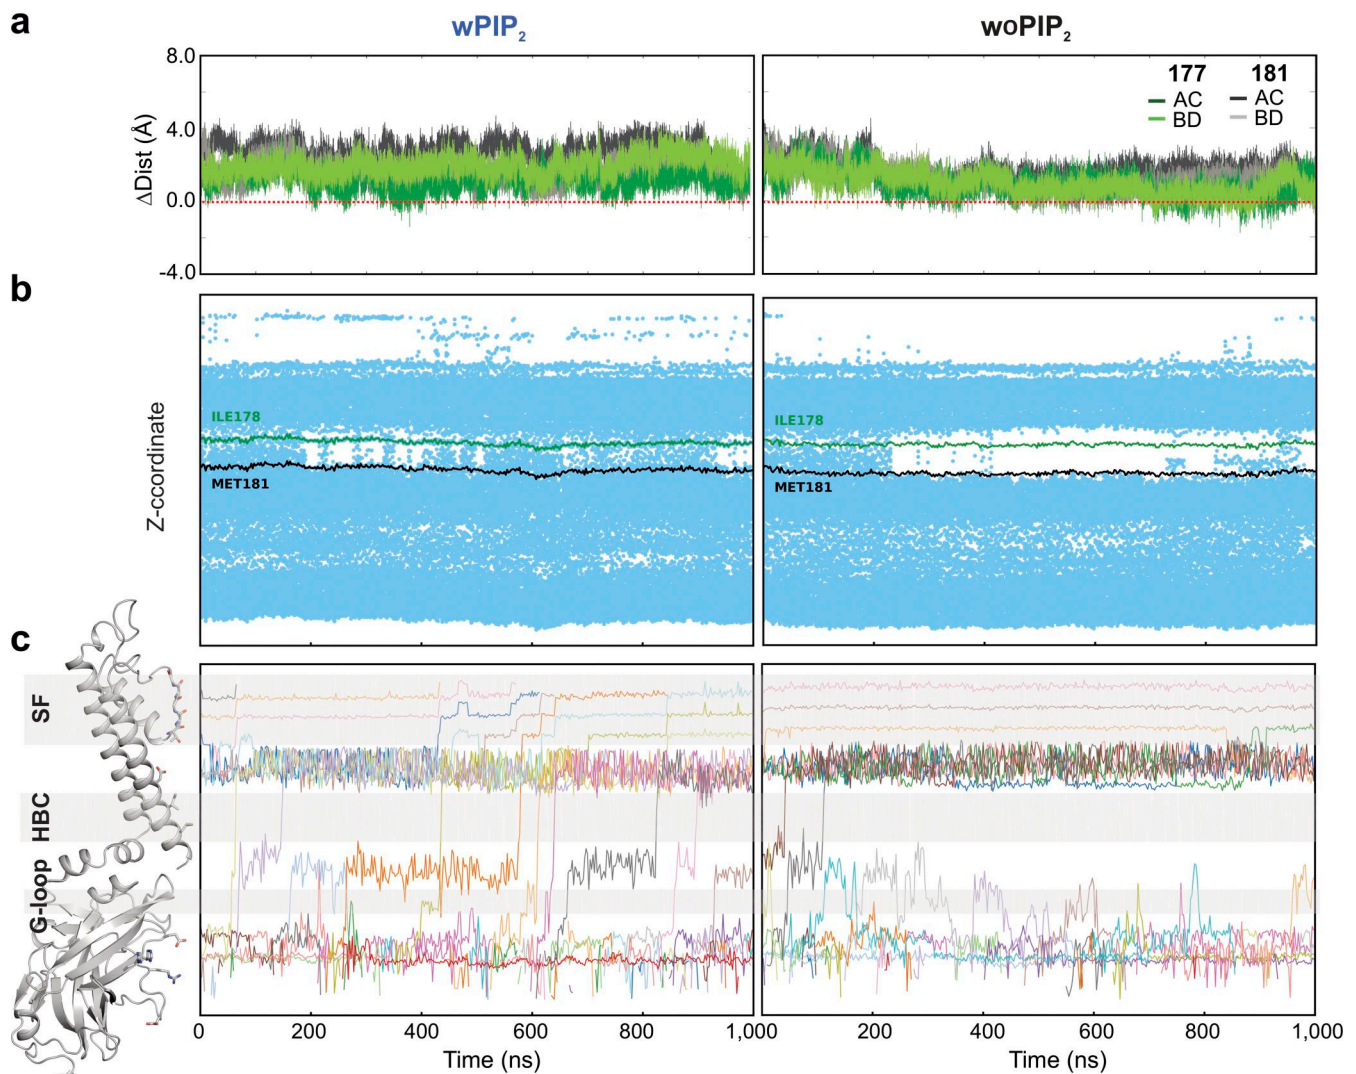 a
wPIP2
woPIP2
8.0
4.0
0.0
-4.0
ΔDist (Å)
177 181
AC AC
BD BD
b
Z-ccordinate
ILE178
MET181
ILE178
MET181
c
SF
HBC
G-loop
0 200 400 600 800 1,000 200 400 600 800 1,000
Time (ns) Time (ns)